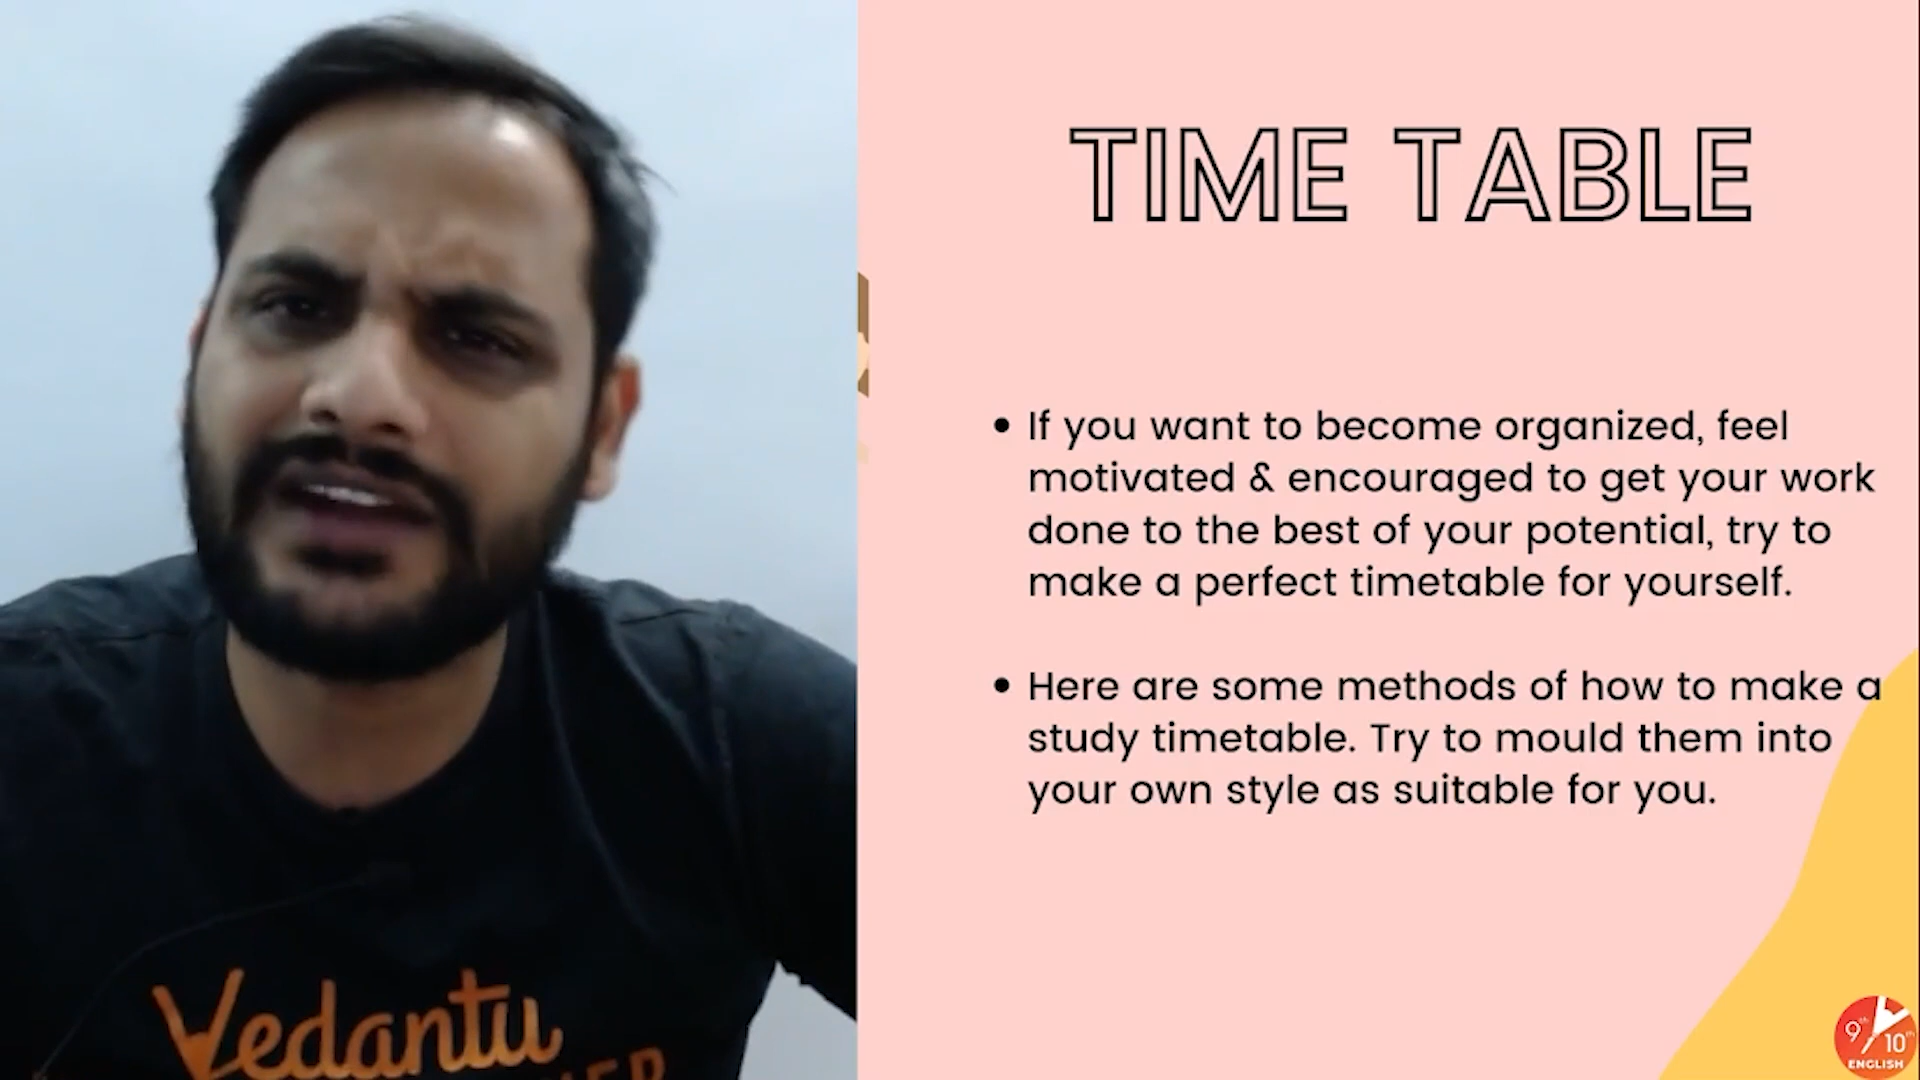 TIME TABLE
If you want to become organized, feel
motivated & encouraged to get your work
done to the best of your potential, try to
make a perfect timetable for yourself.
Here are some methods of how to make a
study timetable. Try to mould them into
your own style as suitable for you.
Vedantu
9th
10th
ENGLISH